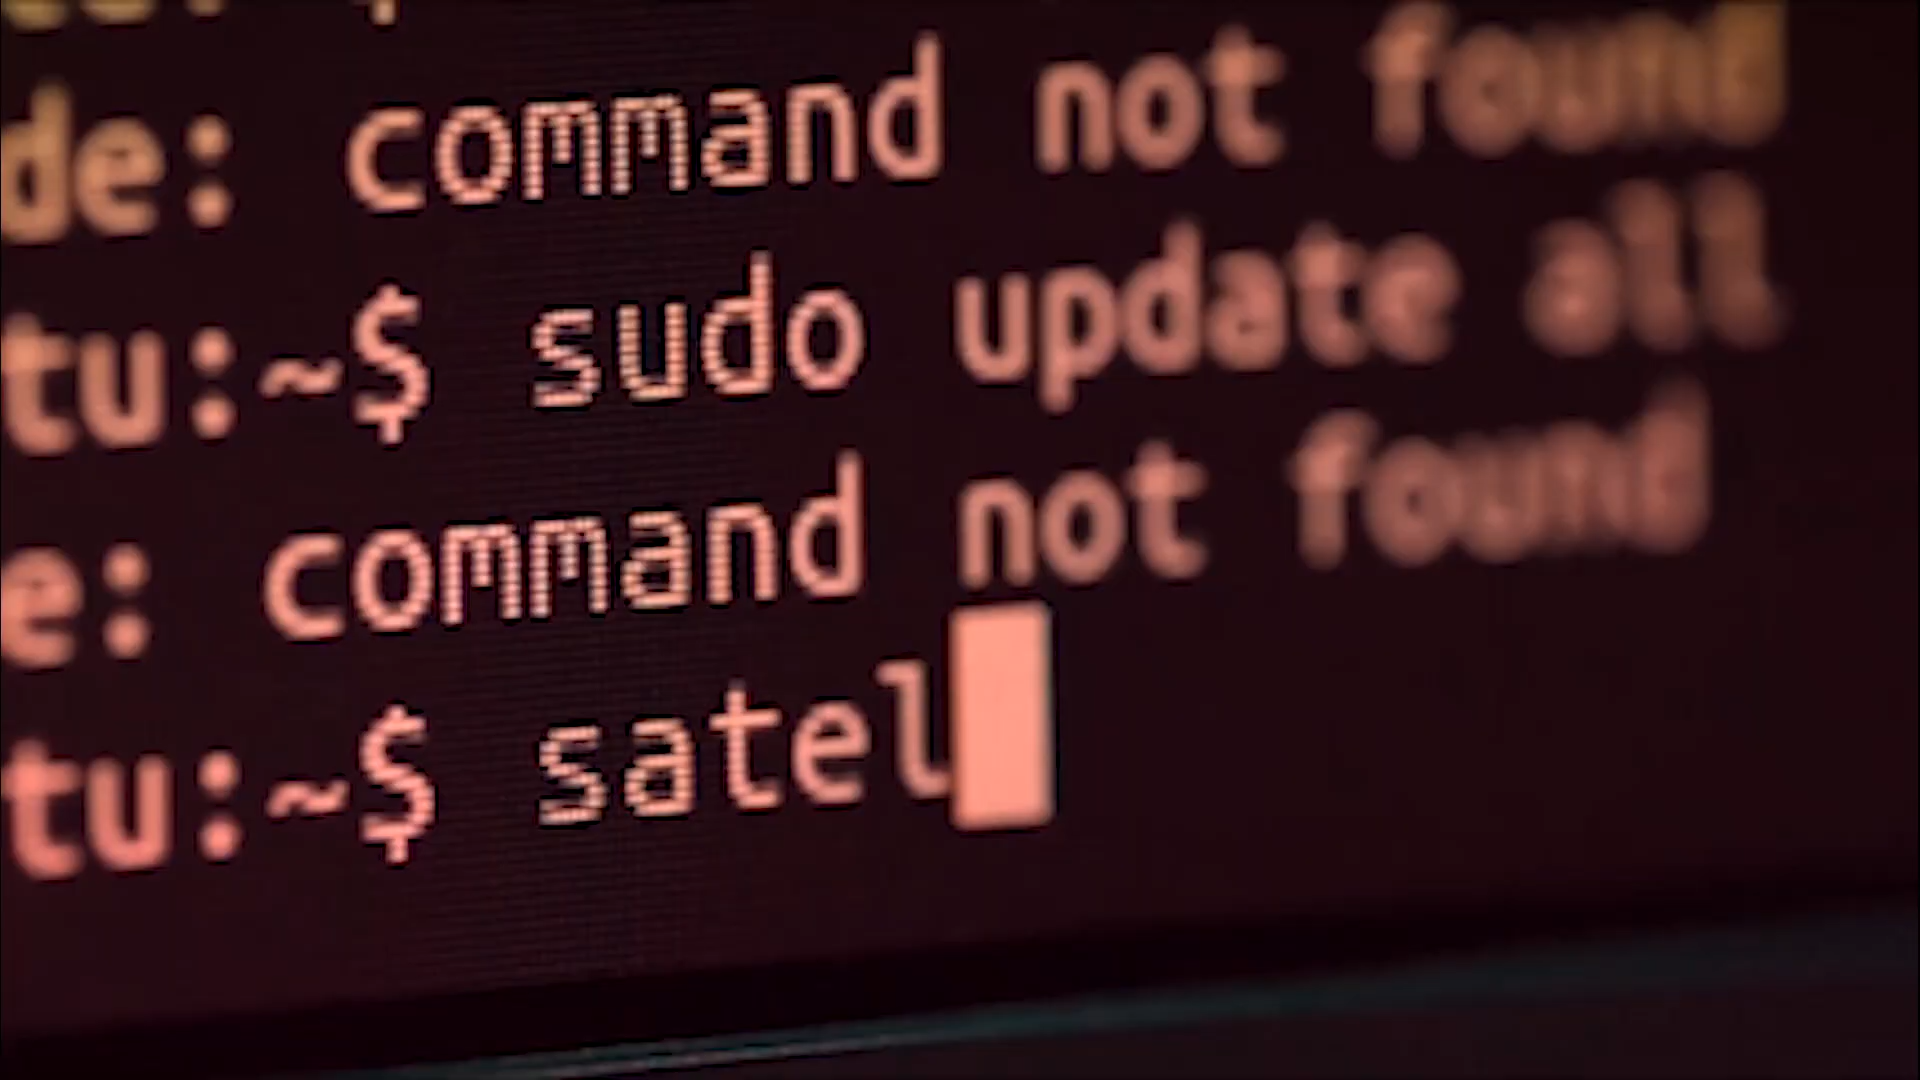 de: command not found
tu:~$ sudo update all
e: command not found
tu:~$ satel